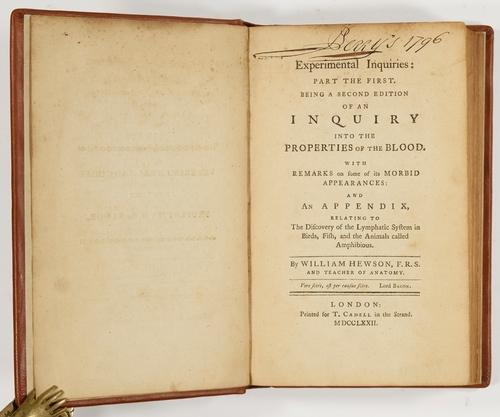 Berry's 1796
Experimental Inquiries:
PART THE FIRST.
BEING A SECOND EDITION
OF AN
INQUIRY
INTO THE
PROPERTIES OF THE BLOOD.
WITH
REMARKS on some of its MORBID
APPEARANCES:
AND
AN APPENDIX,
RELATING TO
The Discovery of the Lymphatic System in
Birds, Fish, and the Animals called
Amphibious.
By WILLIAM HEWSON, F.R.S.
AND TEACHER OF ANATOMY.
Vere scire, est per causas scire. Lord BACON.
LONDON:
Printed for T. CADELL in the Strand.
MDCCLXXII.